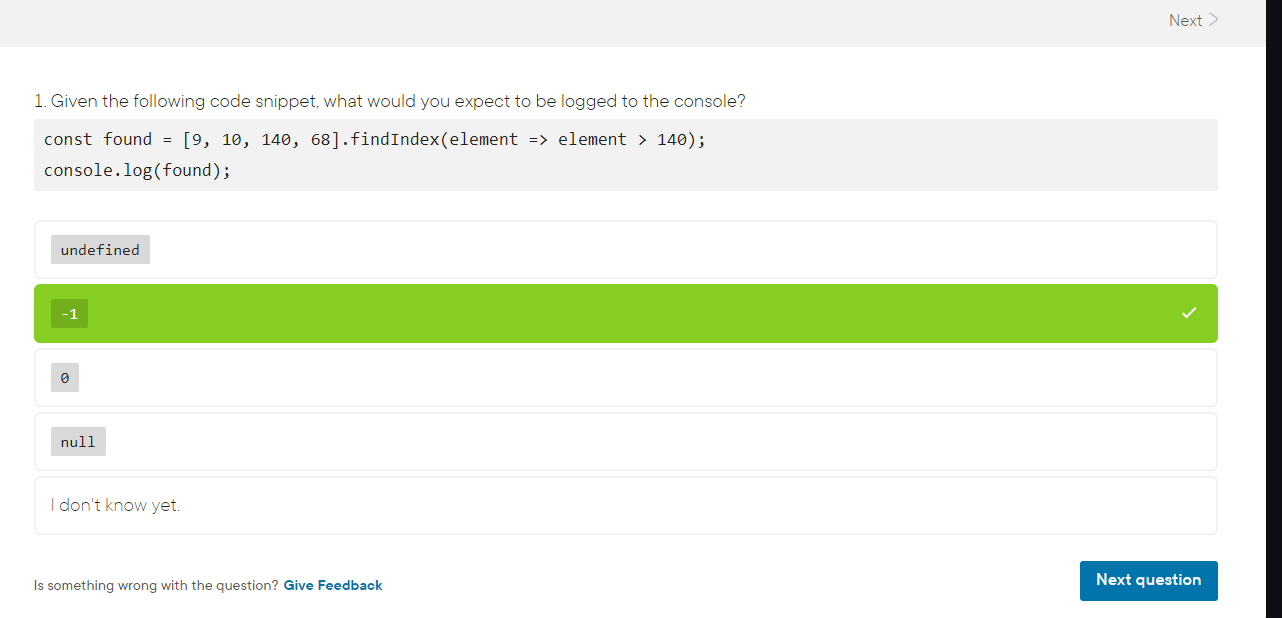 Next
1. Given the following code snippet, what would you expect to be logged to the console?
const found = [9, 10, 140, 68].findIndex(element => element > 140);
console.log(found);
undefined
-1
0
null
I don't know yet.
Is something wrong with the question? Give Feedback
Next question